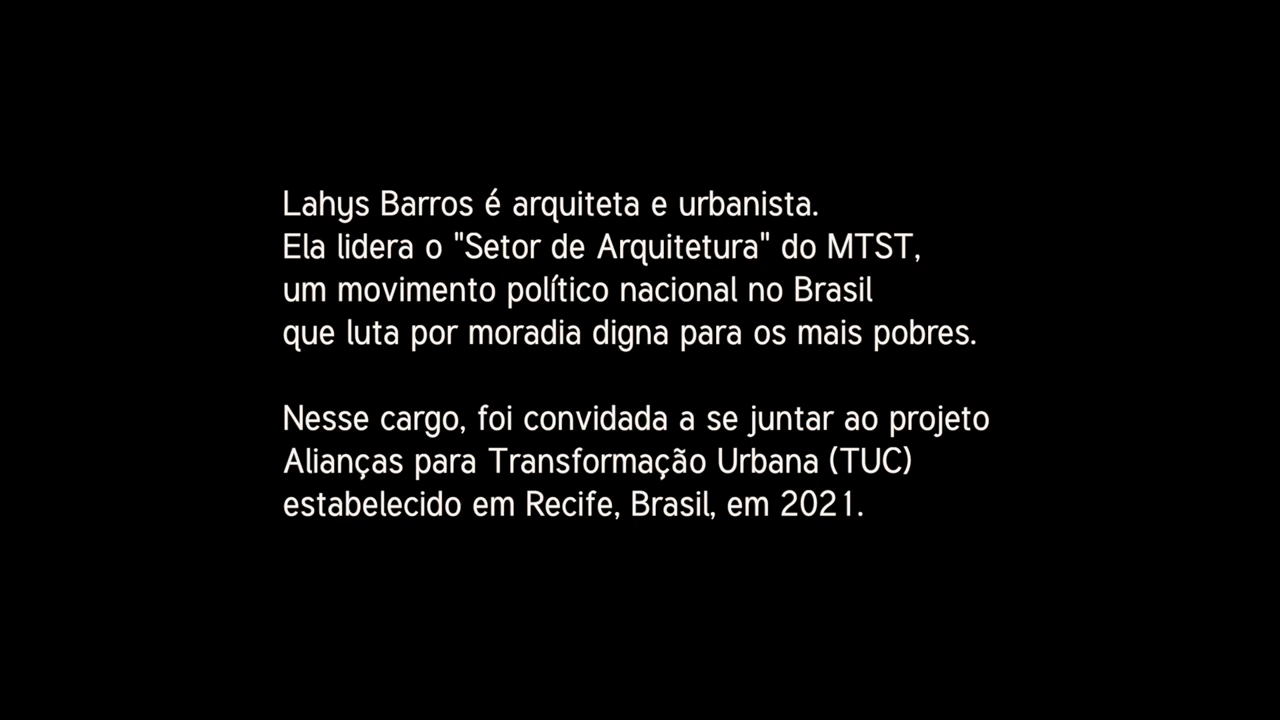 Lahys Barros é arquiteta e urbanista.
Ela lidera o "Setor de Arquitetura" do MTST,
um movimento político nacional no Brasil
que luta por moradia digna para os mais pobres.
Nesse cargo, foi convidada a se juntar ao projeto
Alianças para Transformação Urbana (TUC)
estabelecido em Recife, Brasil, em 2021.